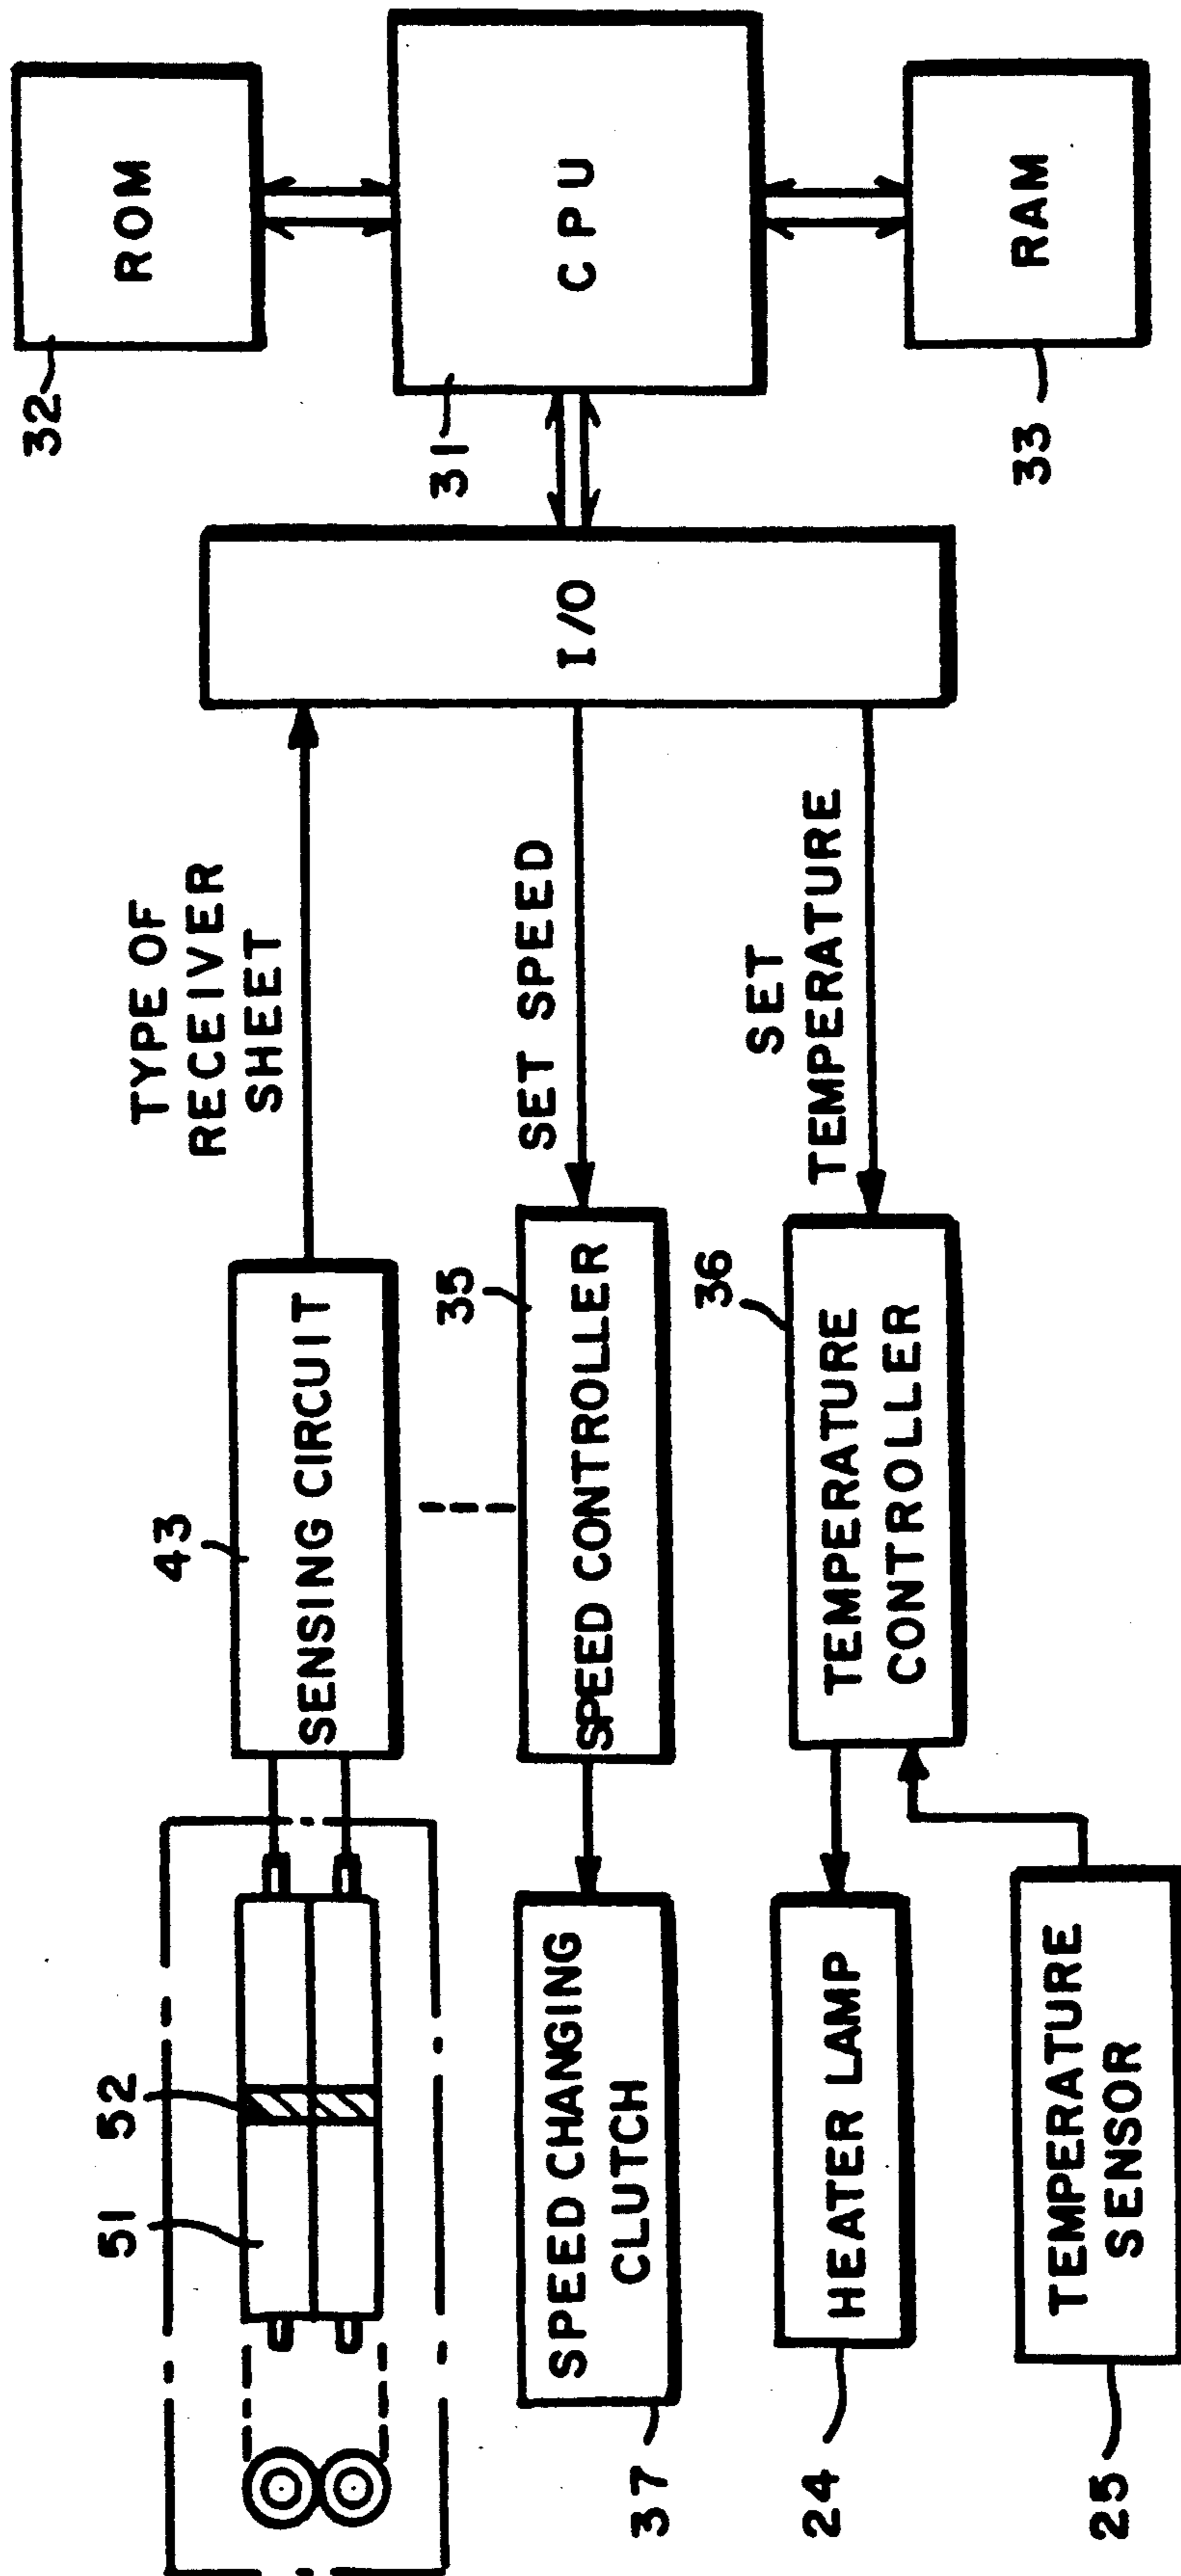 32
ROM
31
CPU
33
RAM
I/O
TYPE OF
RECEIVER
SHEET
SET SPEED
SET
TEMPERATURE
43
SENSING CIRCUIT
35
SPEED CONTROLLER
36
TEMPERATURE
CONTROLLER
51
52
37
SPEED CHANGING
CLUTCH
24
HEATER LAMP
25
TEMPERATURE
SENSOR